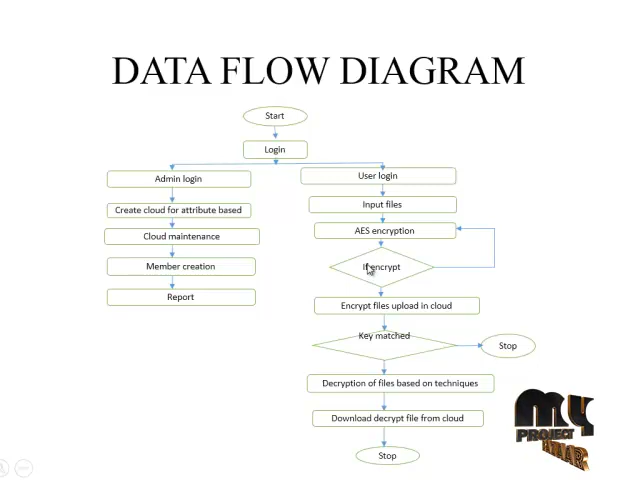 DATA FLOW DIAGRAM
Start
Login
Admin login
User login
Create cloud for attribute based
Input files
Cloud maintenance
AES encryption
Member creation
If encrypt
Report
Encrypt files upload in cloud
Key matched
Stop
Decryption of files based on techniques
Download decrypt file from cloud
Stop
MY
PROJECT
BAZAAR